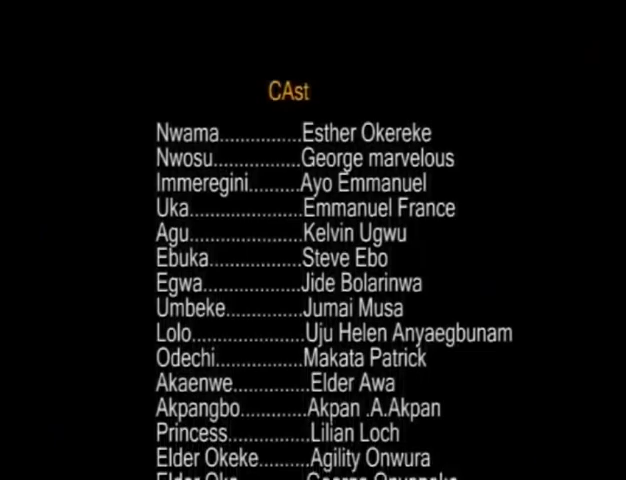 CAst
Nwama................Esther Okereke
Nwosu.................George marvelous
Immeregini..........Ayo Emmanuel
Uka......................Emmanuel France
Agu......................Kelvin Ugwu
Ebuka..................Steve Ebo
Egwa...................Jide Bolarinwa
Umbeke...............Jumai Musa
Lolo......................Uju Helen Anyaegbunam
Odechi.................Makata Patrick
Akaenwe...............Elder Awa
Akpangbo.............Akpan .A.Akpan
Princess................Lilian Loch
Elder Okeke..........Agility Onwura